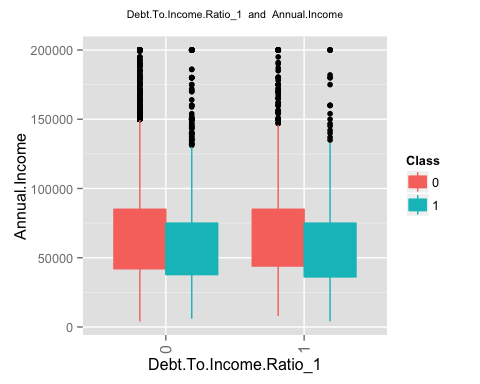 Debt.To.Income.Ratio_1 and Annual.Income
200000
150000
100000
50000
0
Annual.Income
0
1
Debt.To.Income.Ratio_1
Class
0
1